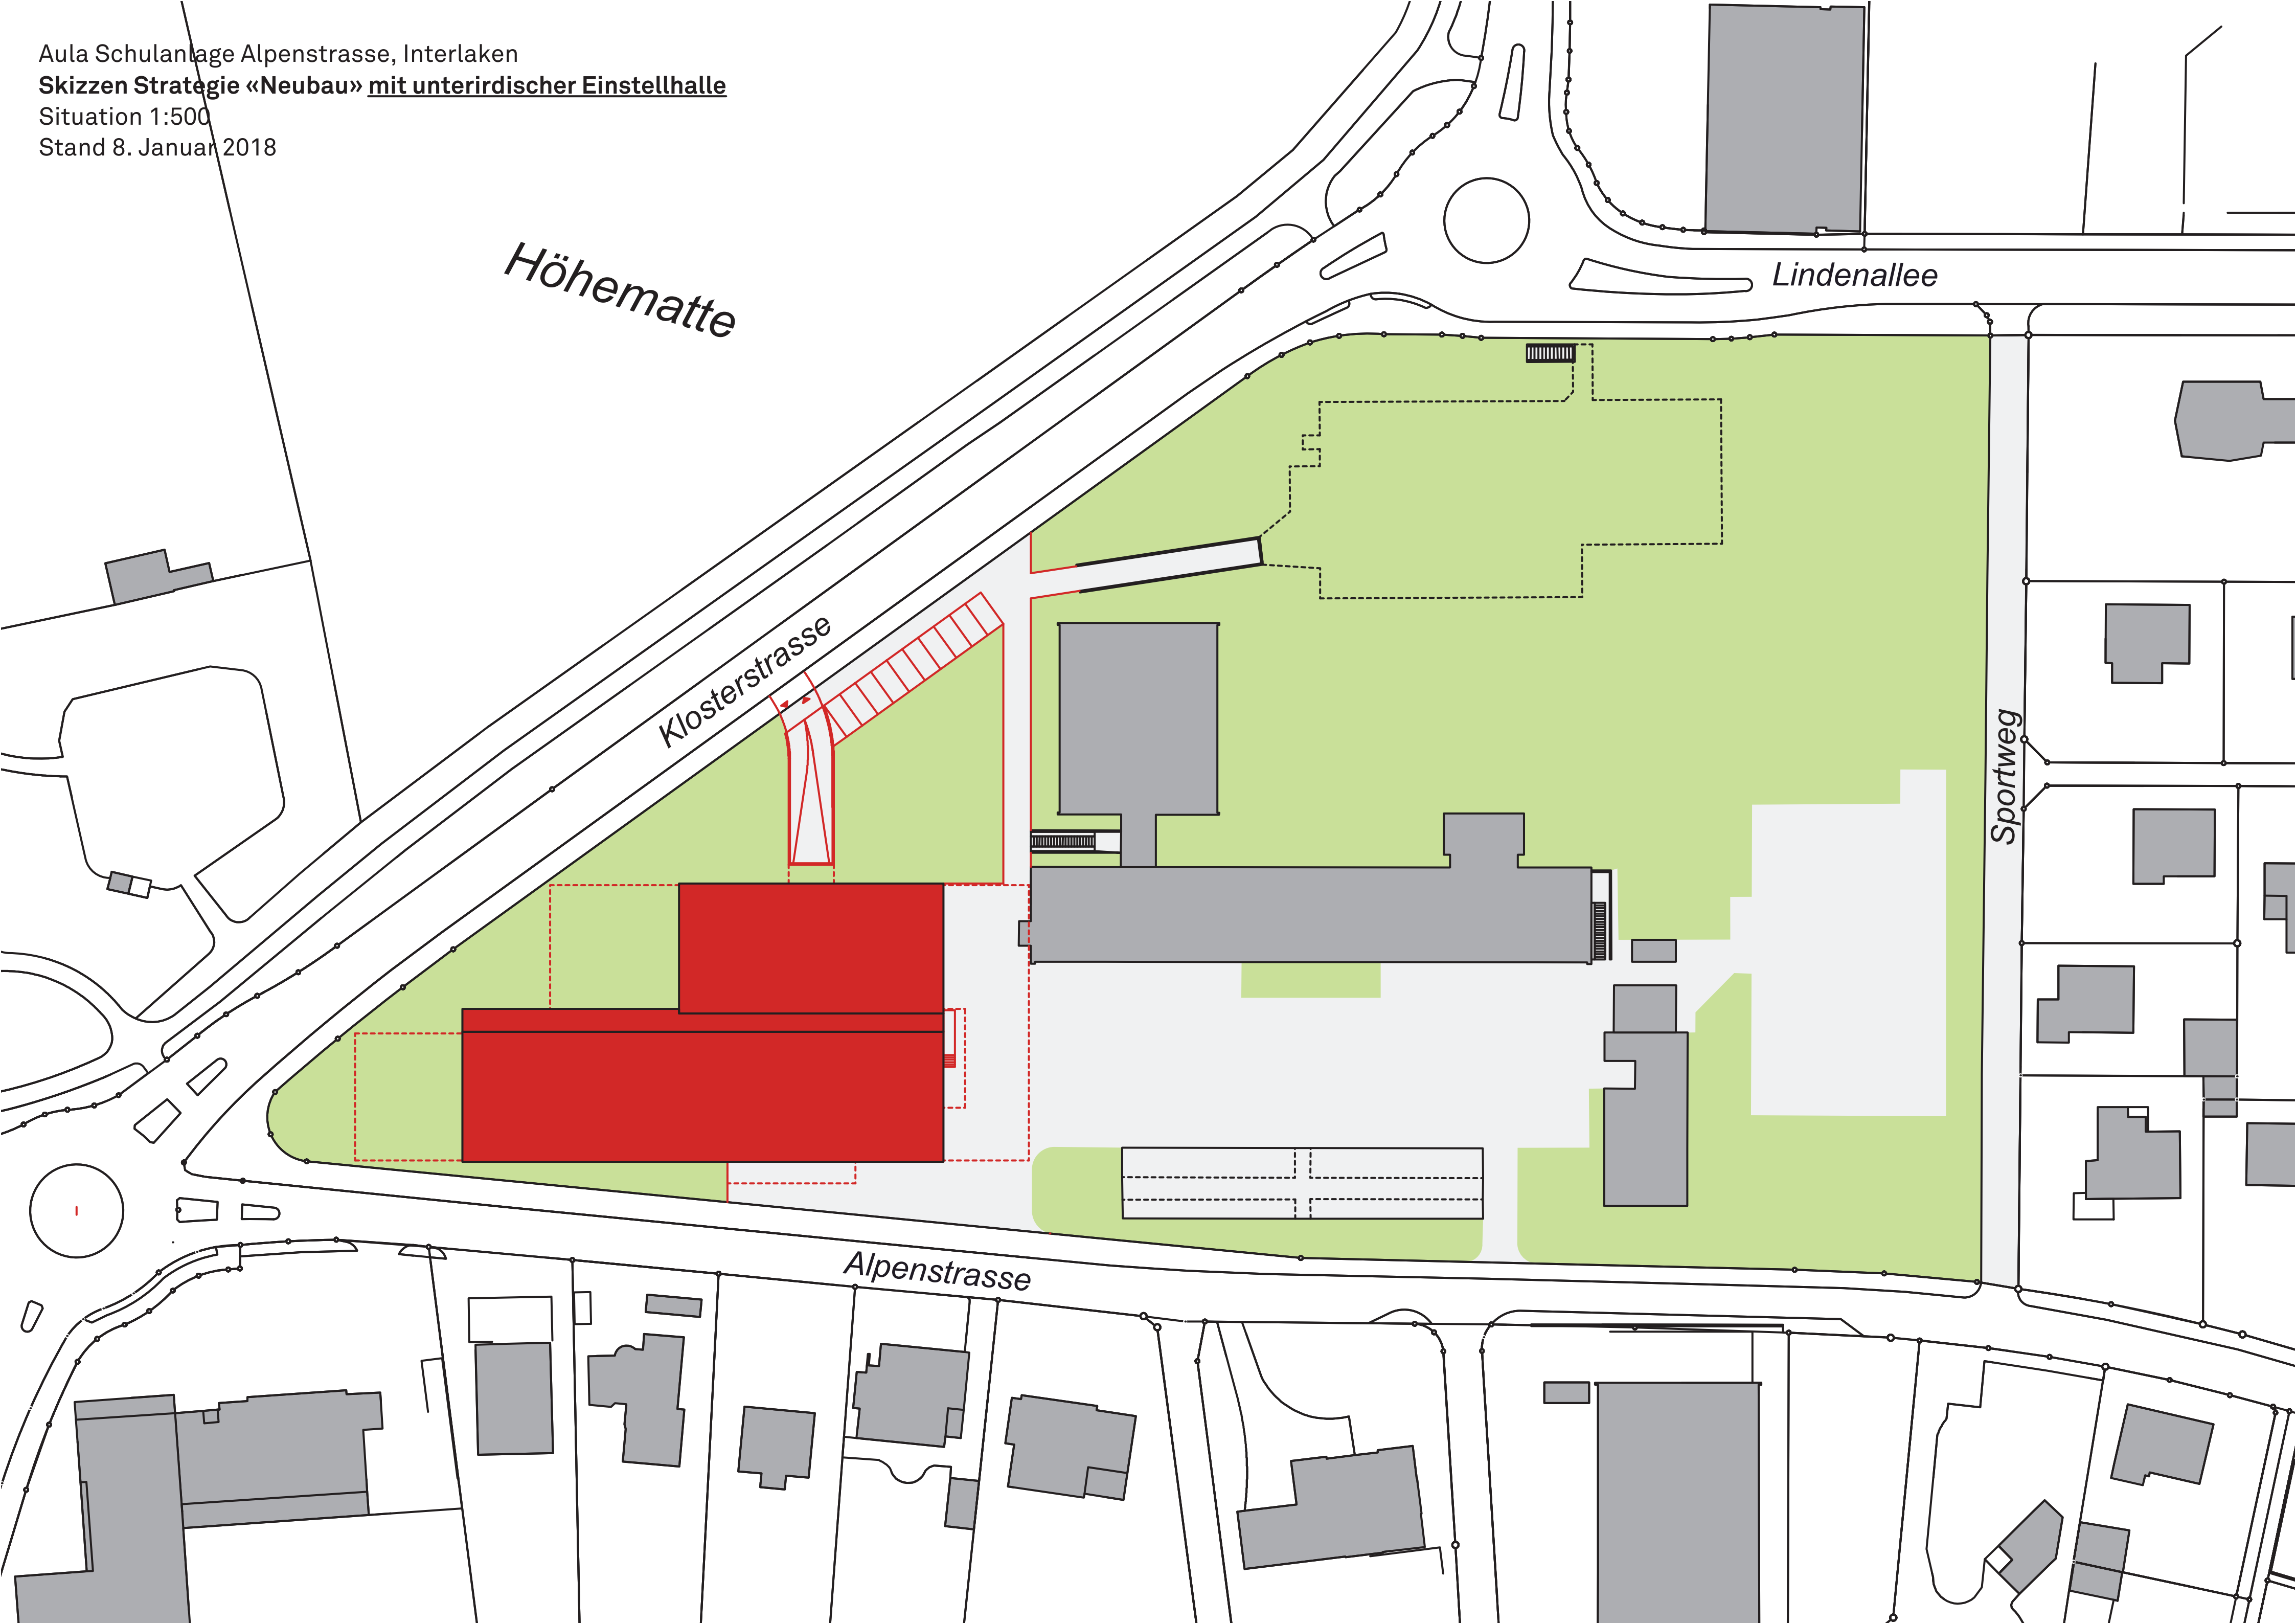 Aula Schulanlage Alpenstrasse, Interlaken
Skizzen Strategie «Neubau» mit unterirdischer Einstellhalle
Situation 1:500
Stand 8. Januar 2018
Höhematte
Lindenallee
Klosterstrasse
Sportweg
Alpenstrasse